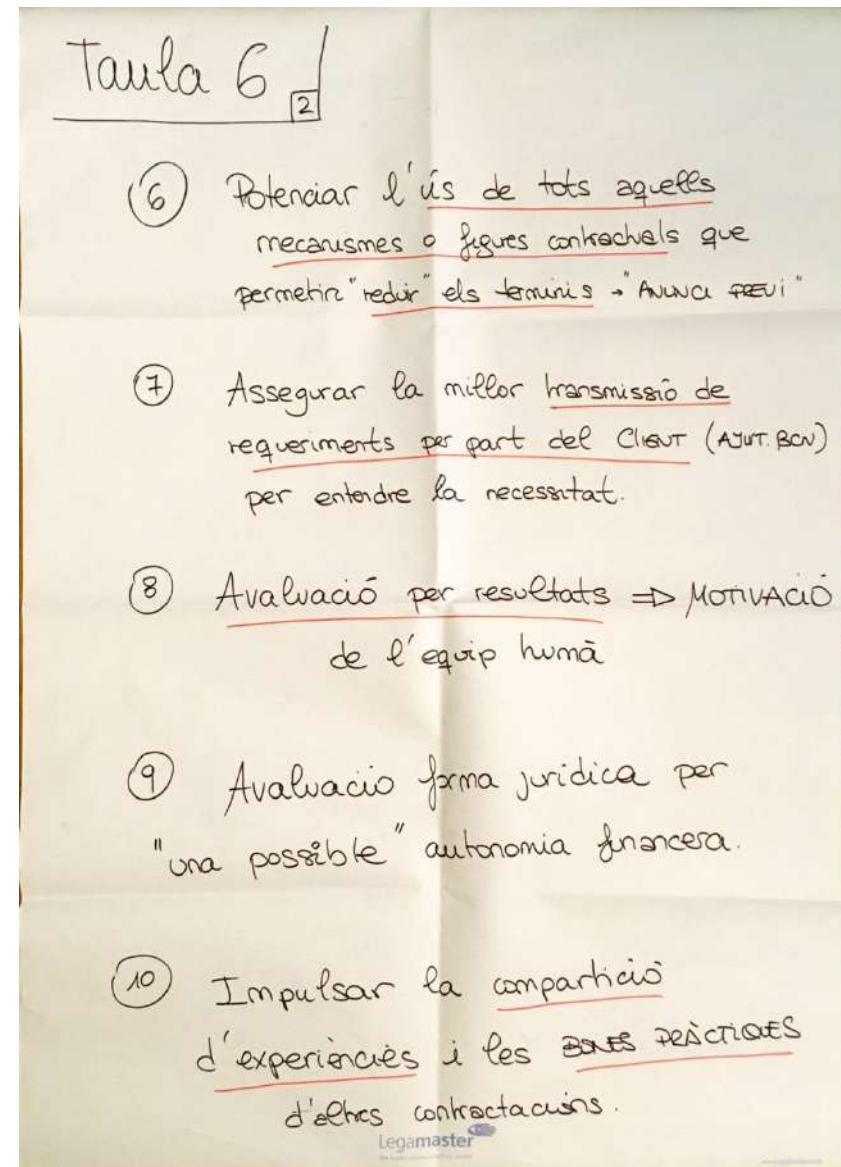 Taula 6
2
6 Potenciar l'ús de tots aquells
mecanismes o figures contractuals que
permetin "reduir" els terminis → "ANUNCI PREVI"
7 Assegurar la millor transmissió de
requeriments per part del CLIENT (AJUT. BCN)
per entendre la necessitat.
8 Avaluació per resultats ⇒ MOTIVACIÓ
de l'equip humà
9 Avaluacio forma jurídica per
"una possible" autonomia financera.
10 Impulsar la compartició
d'experiències i les BONES PRÀCTIQUES
d'altres contractacions.
Legamaster